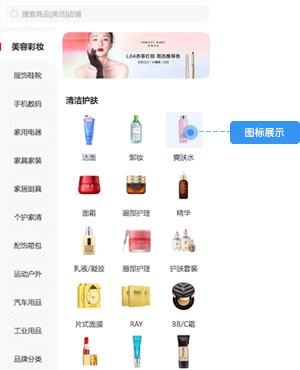 搜索商品|类目|店铺
美容彩妆
服饰鞋靴
手机数码
家用电器
家具家装
家居厨具
个护家清
配饰箱包
运动户外
汽车用品
工业用品
品牌分类
PERFECT DIARY
L04赤茶红棕 周迅推荐色
清洁护肤
洁面
卸妆
爽肤水
面霜
眼部护理
精华
乳液/凝胶
唇部护理
护肤套装
片式面膜
RAY
BB/C霜
图标展示